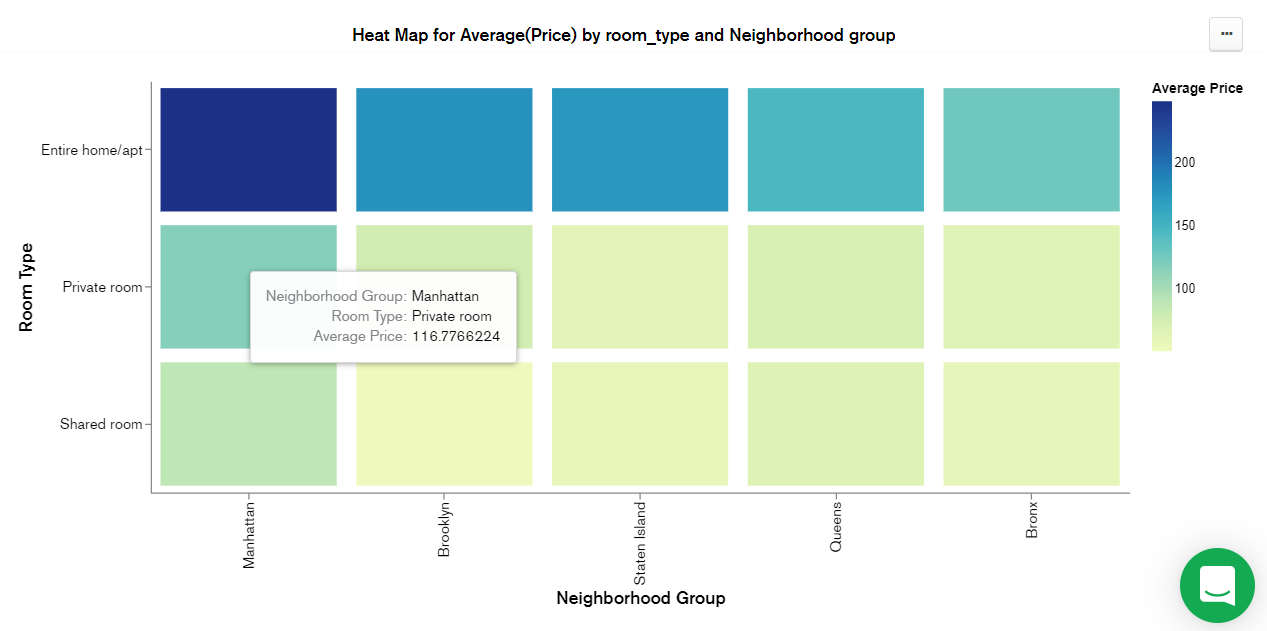 Heat Map for Average(Price) by room_type and Neighborhood group
Average Price
200
150
100
Room Type
Entire home/apt
Private room
Shared room
Neighborhood Group: Manhattan
Room Type: Private room
Average Price: 116.7766224
Manhattan
Brooklyn
Staten Island
Queens
Bronx
Neighborhood Group